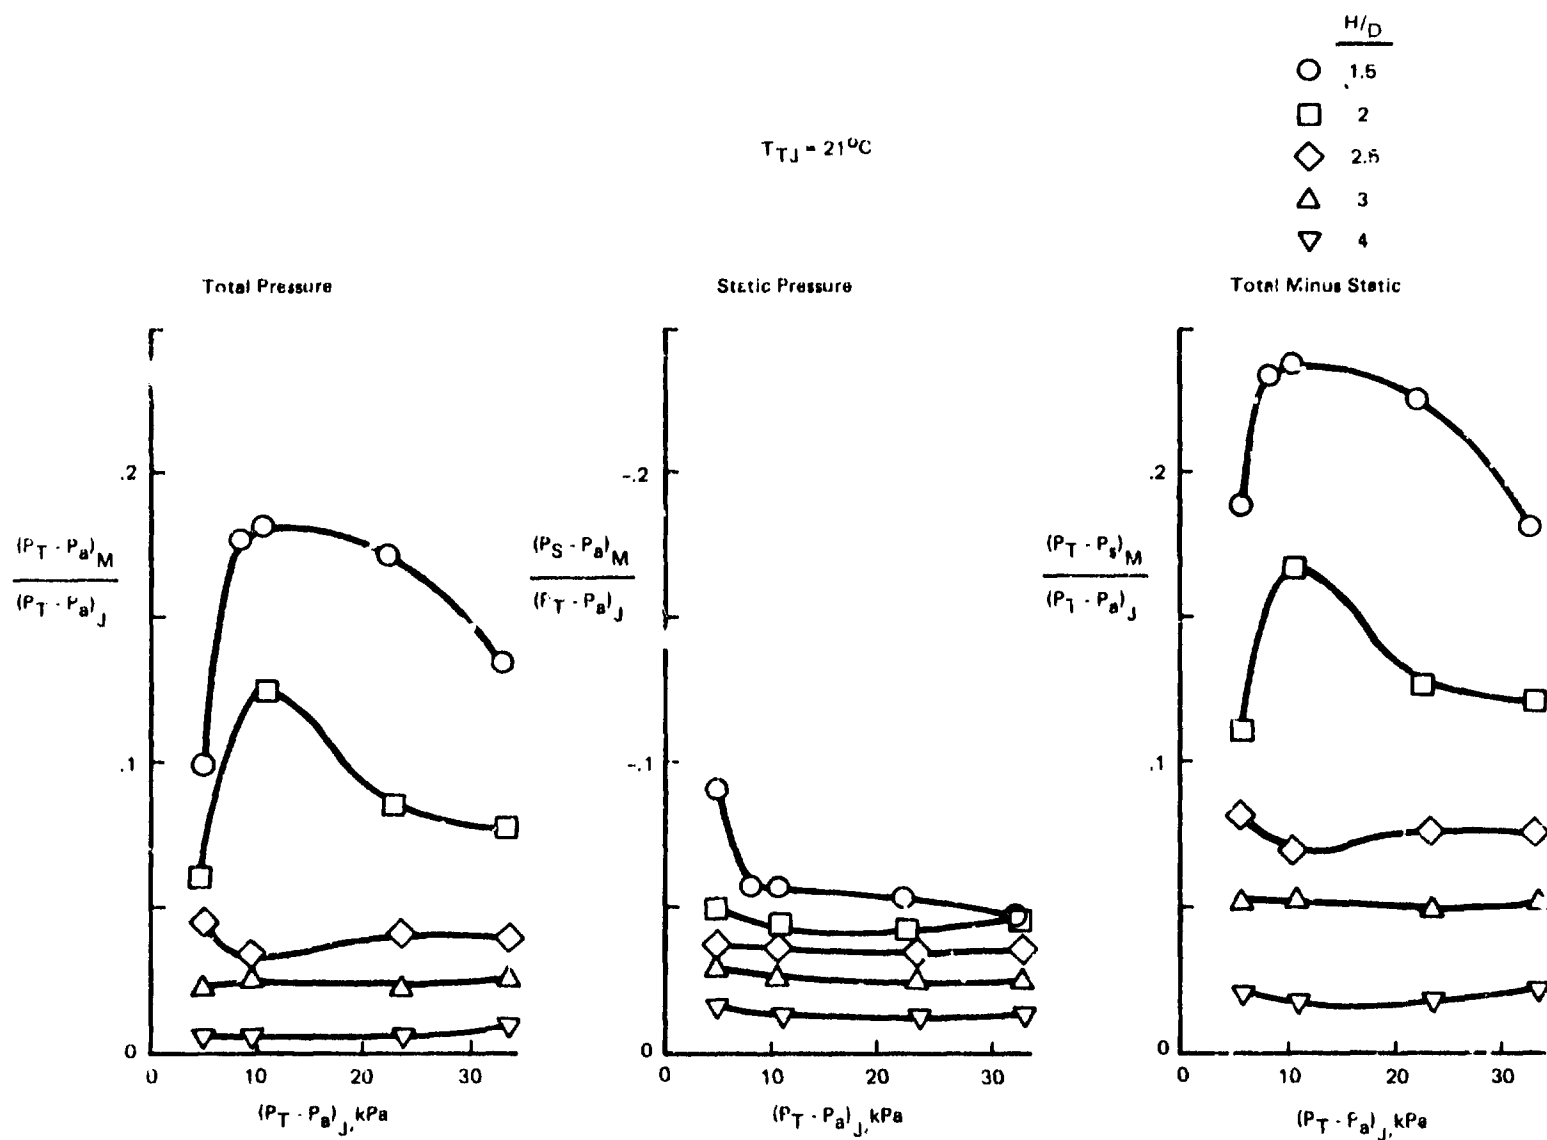 H/D
1.5
2
T_TJ = 21°C
2.5
3
4
Total Pressure
Static Pressure
Total Minus Static
.2
-.2
.2
(P_T - P_a)_M
(P_T - P_a)_J
(P_S - P_a)_M
(P_T - P_a)_J
(P_T - P_s)_M
(P_T - P_a)_J
.1
-.1
.1
0
0
0
0 10 20 30
0 10 20 30
0 10 20 30
(P_T - P_a)_J, kPa
(P_T - P_a)_J, kPa
(P_T - P_a)_J, kPa